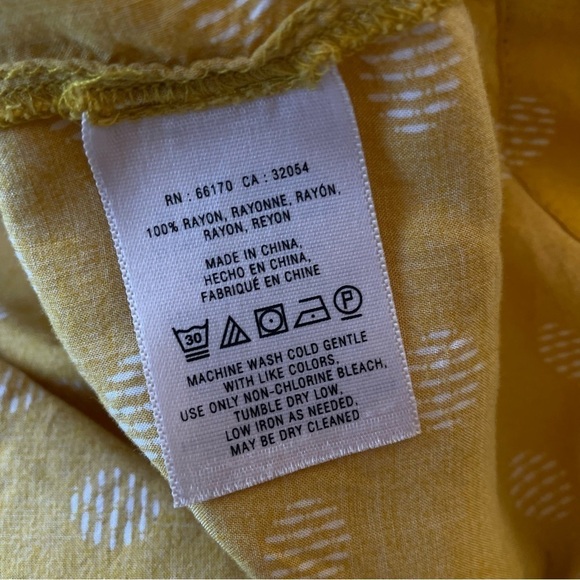 RN : 66170 CA : 32054
100% RAYON, RAYONNE, RAYÓN,
RAYON, REYON
MADE IN CHINA,
HECHO EN CHINA,
FABRIQUÉ EN CHINE
30 P
MACHINE WASH COLD GENTLE
WITH LIKE COLORS.
USE ONLY NON-CHLORINE BLEACH,
TUMBLE DRY LOW,
LOW IRON AS NEEDED,
MAY BE DRY CLEANED